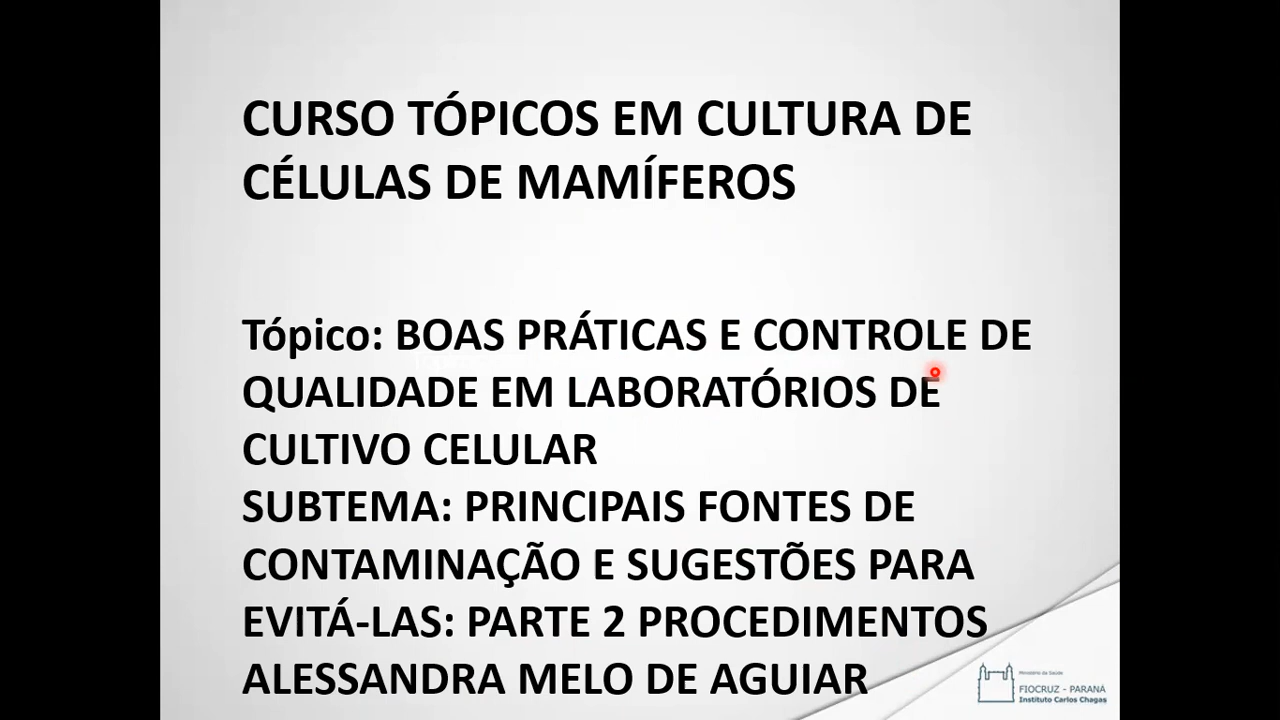 CURSO TÓPICOS EM CULTURA DE
CÉLULAS DE MAMÍFEROS
Tópico: BOAS PRÁTICAS E CONTROLE DE
QUALIDADE EM LABORATÓRIOS DE
CULTIVO CELULAR
SUBTEMA: PRINCIPAIS FONTES DE
CONTAMINAÇÃO E SUGESTÕES PARA
EVITÁ-LAS: PARTE 2 PROCEDIMENTOS
ALESSANDRA MELO DE AGUIAR
Ministério da Saúde
FIOCRUZ - PARANÁ
Instituto Carlos Chagas